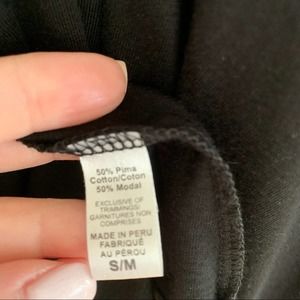 50% Pima
Cotton/Coton
50% Modal
EXCLUSIVE OF
TRIMMINGS/
GARNITURES NON
COMPRISES
MADE IN PERU
FABRIQUÉ
AU PÉROU
S/M